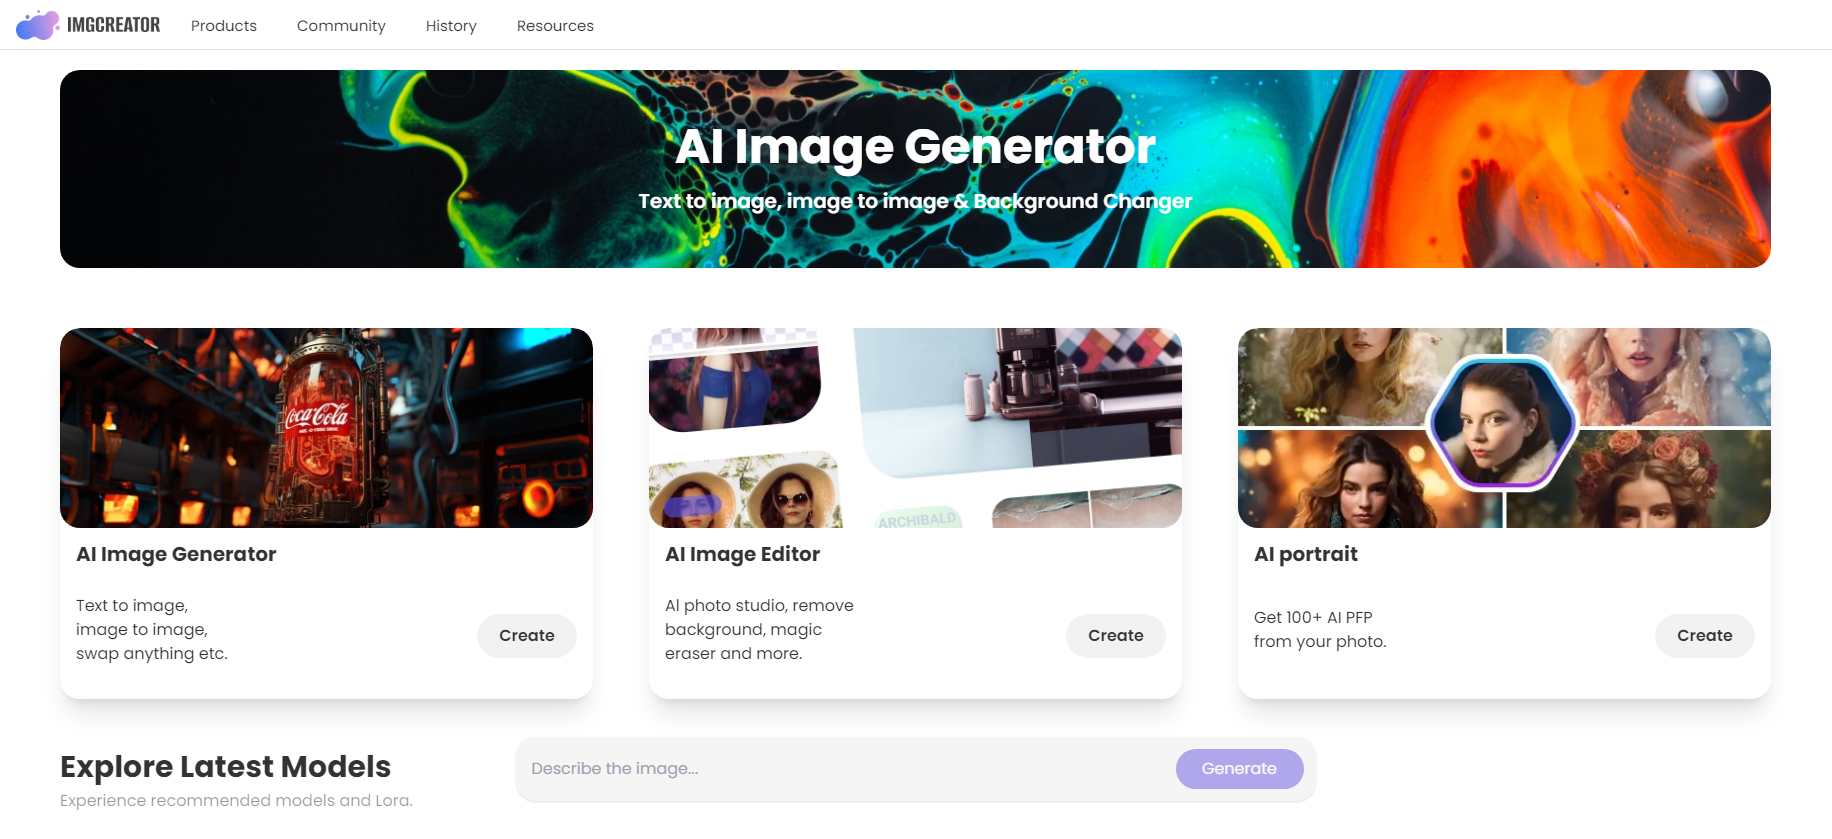 IMGCREATOR
Products
Community
History
Resources
AI Image Generator
Text to image, image to image & Background Changer
Coca-Cola
ARCHIBALD
AI Image Generator
Text to image,
image to image,
swap anything etc.
Create
AI Image Editor
AI photo studio, remove
background, magic
eraser and more.
Create
AI portrait
Get 100+ AI PFP
from your photo.
Create
Explore Latest Models
Experience recommended models and Lora.
Describe the image...
Generate